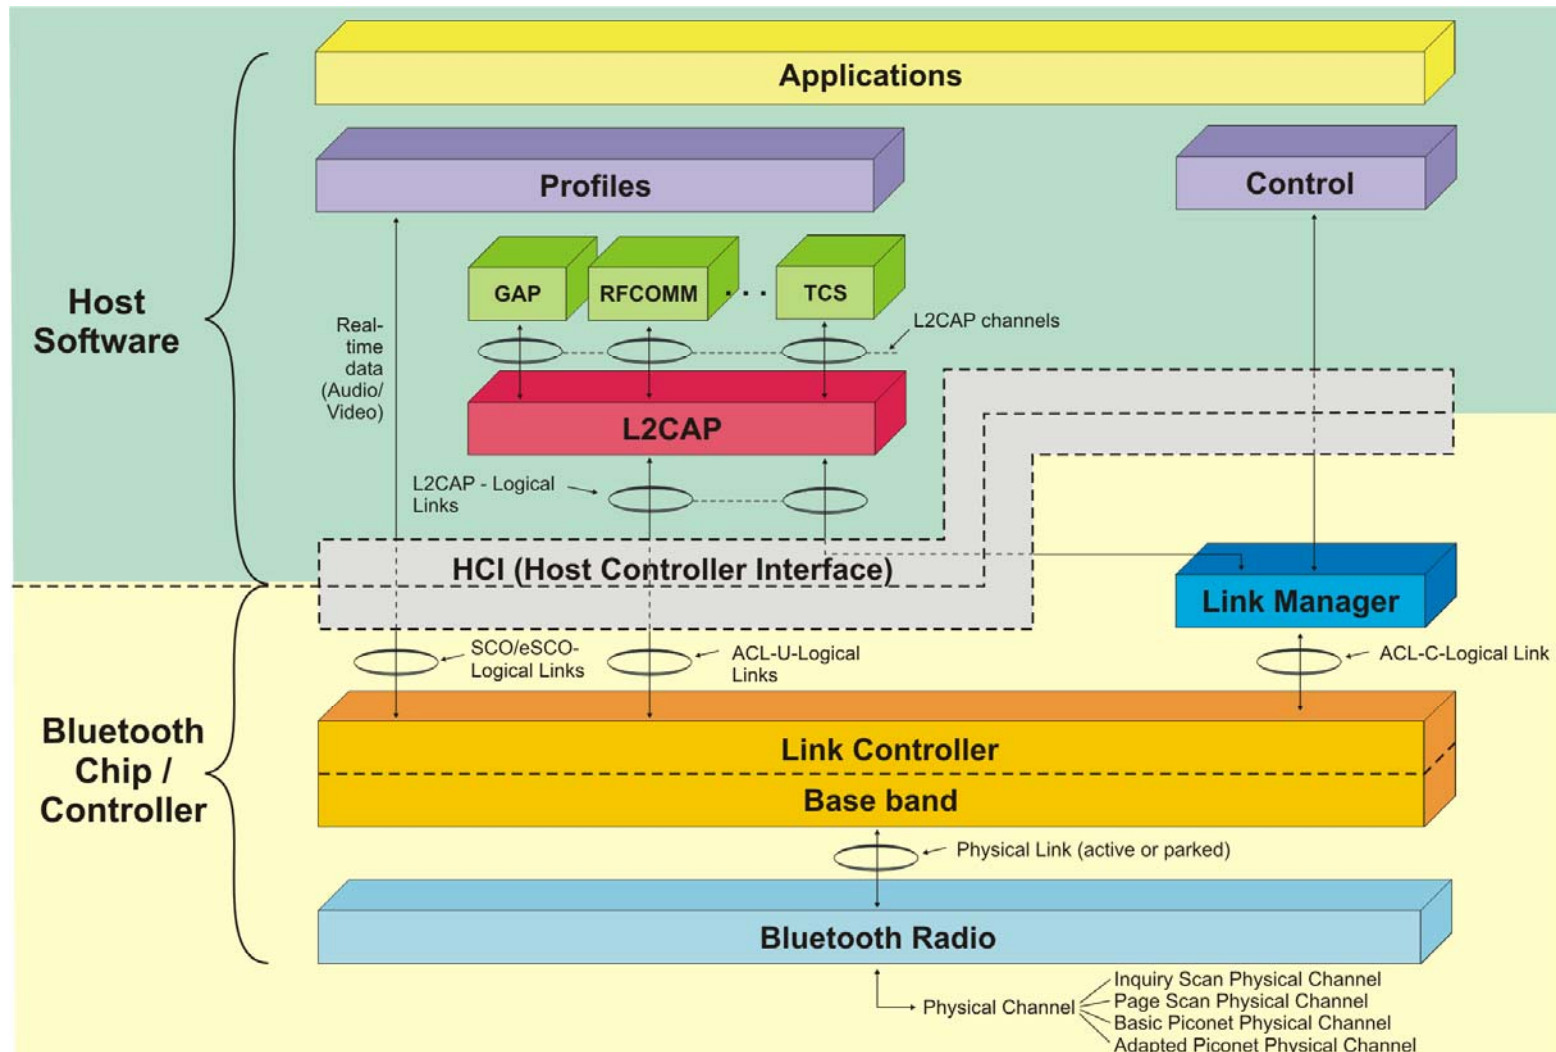 Applications
Profiles
Control
GAP
RFCOMM
. . .
TCS
Host
Software
Real-
time
data
(Audio/
Video)
L2CAP channels
L2CAP
L2CAP - Logical
Links
HCI (Host Controller Interface)
Link Manager
SCO/eSCO-
Logical Links
ACL-U-Logical
Links
ACL-C-Logical Link
Bluetooth
Chip /
Controller
Link Controller
Base band
Physical Link (active or parked)
Bluetooth Radio
Physical Channel
Inquiry Scan Physical Channel
Page Scan Physical Channel
Basic Piconet Physical Channel
Adapted Piconet Physical Channel